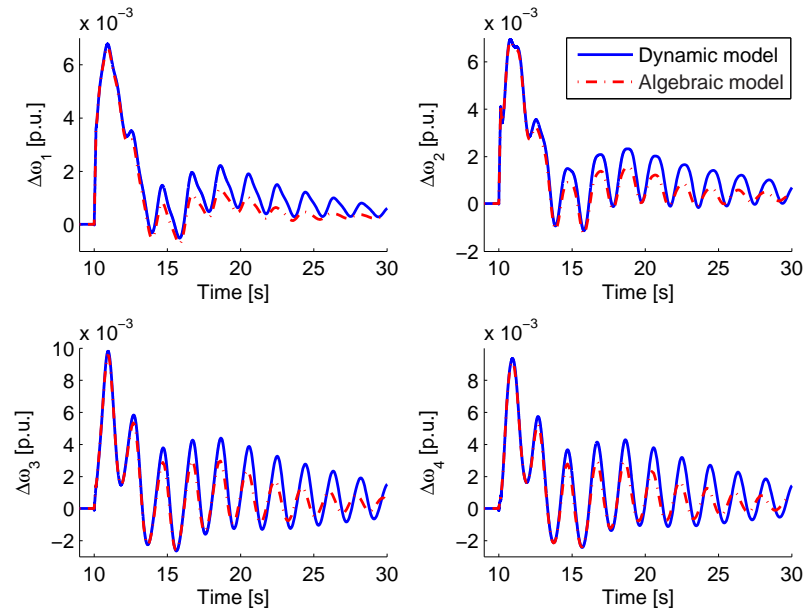 x 10⁻³
6
4
2
0
10 15 20 25 30
Time [s]
Δω₁ [p.u.]
x 10⁻³
6
4
2
0
−2
10 15 20 25 30
Time [s]
Δω₂ [p.u.]
Dynamic model
Algebraic model
x 10⁻³
10
8
6
4
2
0
−2
10 15 20 25 30
Time [s]
Δω₃ [p.u.]
x 10⁻³
8
6
4
2
0
−2
10 15 20 25 30
Time [s]
Δω₄ [p.u.]